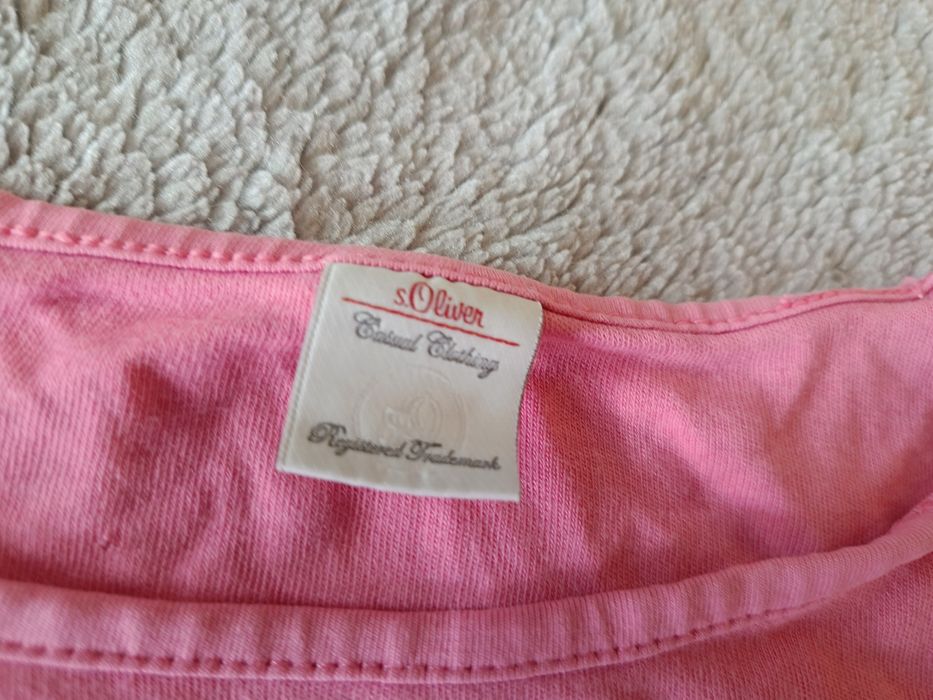 s.Oliver
Casual Clothing
Registered Trademark